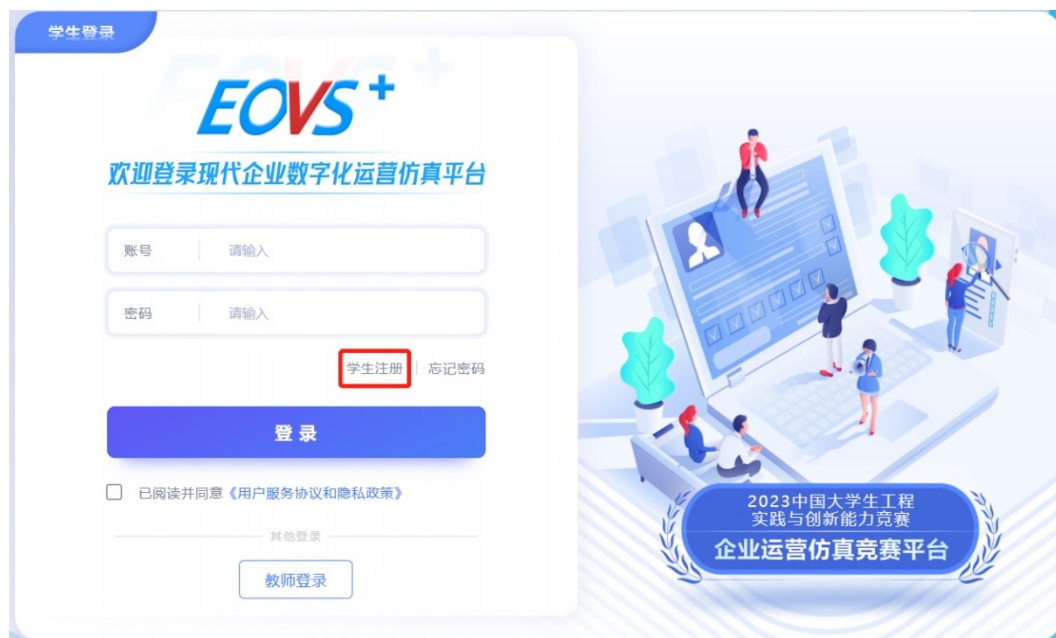 学生登录
EOVS+
欢迎登录现代企业数字化运营仿真平台
账号 请输入
密码 请输入
学生注册 忘记密码
登 录
已阅读并同意《用户服务协议和隐私政策》
其他登录
教师登录
2023中国大学生工程
实践与创新能力竞赛
企业运营仿真竞赛平台